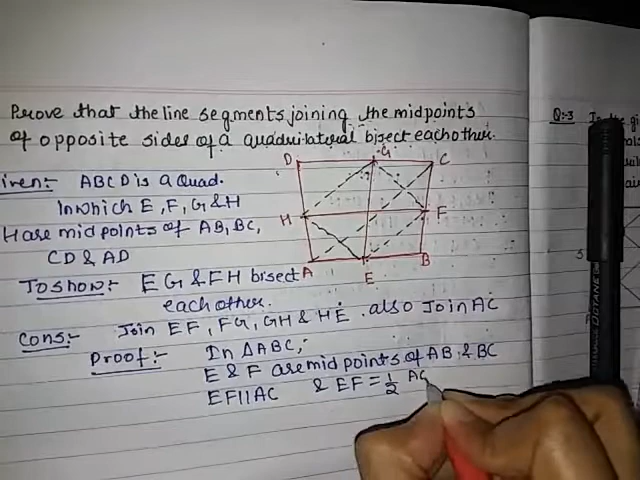 Prove that the line segments joining the midpoints
of opposite sides of a quadrilateral bisect each other.
iven:- ABCD is a Quad.
In which E, F, G & H
H are mid points of AB, BC,
CD & AD
To show:- EG & FH bisect
each other.
Cons:- Join EF, FG, GH & HE. also Join AC
Proof:- In ΔABC,
E & F are mid points of AB & BC
EF||AC & EF = 1/2 AC
D G C
H F
A E B
Q:-3